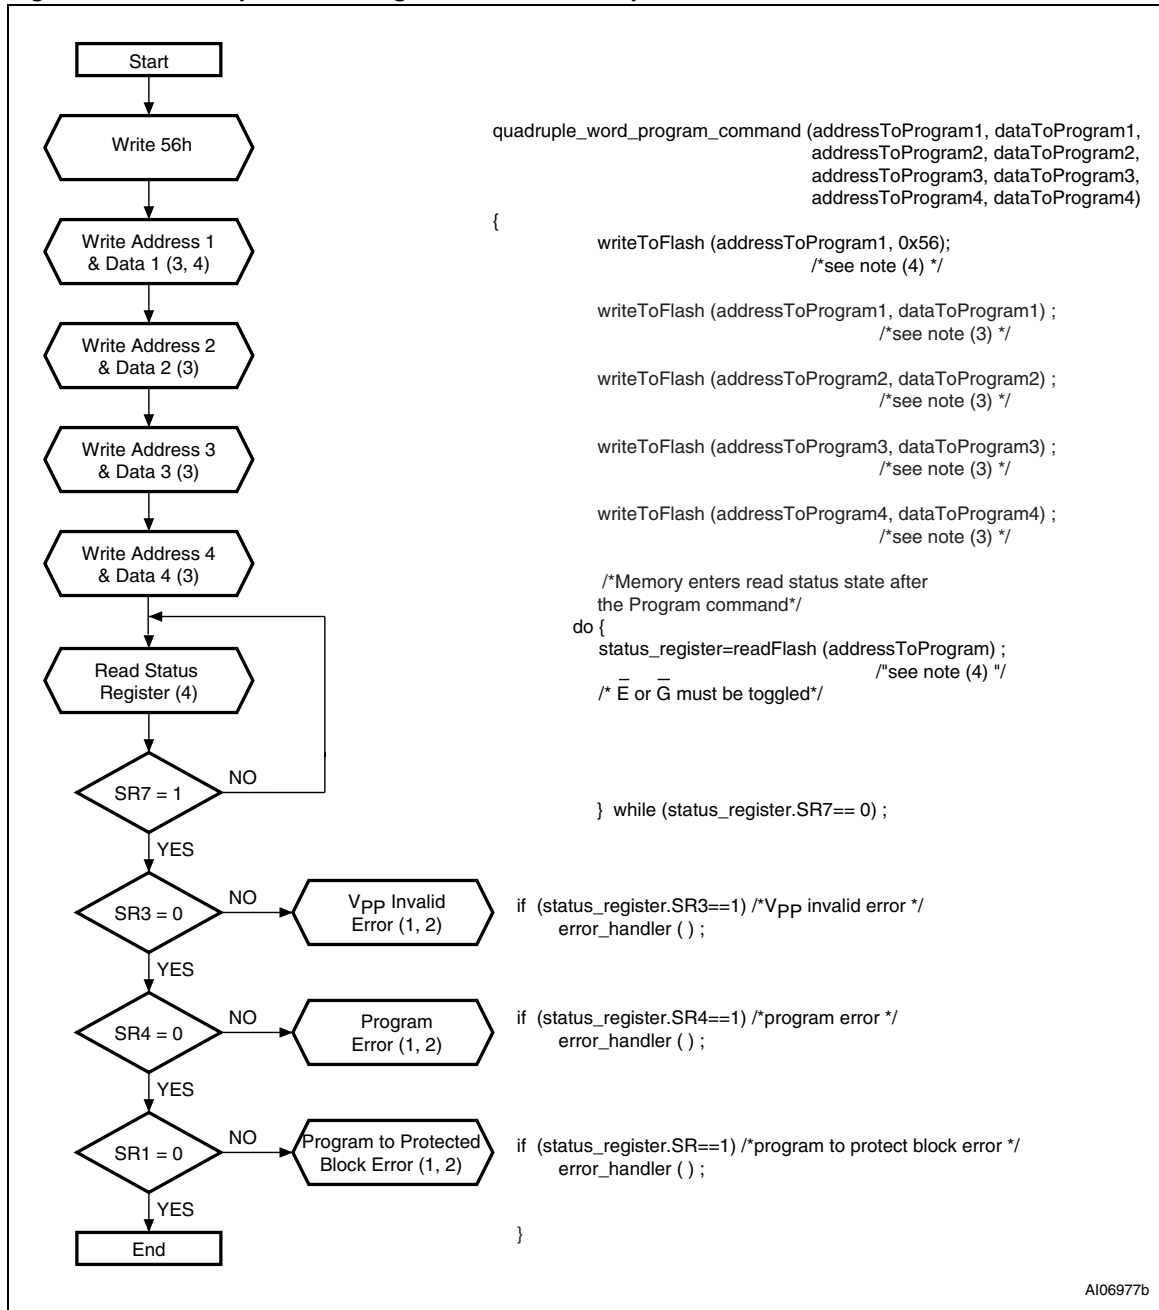 Start
Write 56h
Write Address 1
& Data 1 (3, 4)
Write Address 2
& Data 2 (3)
Write Address 3
& Data 3 (3)
Write Address 4
& Data 4 (3)
Read Status
Register (4)
SR7 = 1
NO
YES
SR3 = 0
NO
VPP Invalid
Error (1, 2)
YES
SR4 = 0
NO
Program
Error (1, 2)
YES
SR1 = 0
NO
Program to Protected
Block Error (1, 2)
YES
End
quadruple_word_program_command (addressToProgram1, dataToProgram1,
addressToProgram2, dataToProgram2,
addressToProgram3, dataToProgram3,
addressToProgram4, dataToProgram4)
{
writeToFlash (addressToProgram1, 0x56);
/*see note (4) */
writeToFlash (addressToProgram1, dataToProgram1) ;
/*see note (3) */
writeToFlash (addressToProgram2, dataToProgram2) ;
/*see note (3) */
writeToFlash (addressToProgram3, dataToProgram3) ;
/*see note (3) */
writeToFlash (addressToProgram4, dataToProgram4) ;
/*see note (3) */
/*Memory enters read status state after
the Program command*/
do {
status_register=readFlash (addressToProgram) ;
/"see note (4) "/
/* E̅ or G̅ must be toggled*/
} while (status_register.SR7== 0) ;
if (status_register.SR3==1) /*VPP invalid error */
error_handler ( ) ;
if (status_register.SR4==1) /*program error */
error_handler ( ) ;
if (status_register.SR==1) /*program to protect block error */
error_handler ( ) ;
}
AI06977b